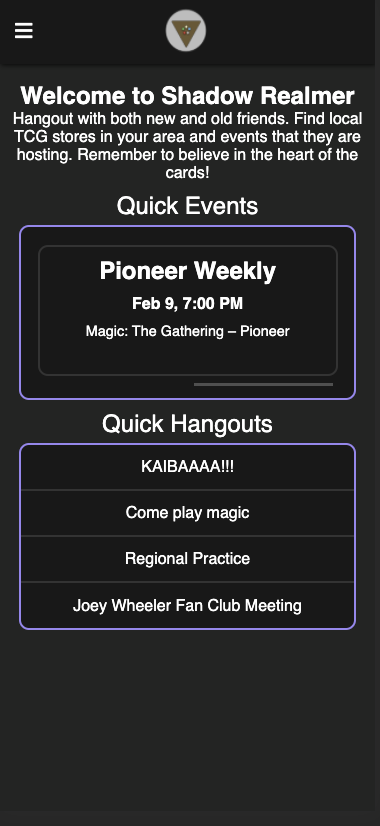 Welcome to Shadow Realmer
Hangout with both new and old friends. Find local
TCG stores in your area and events that they are
hosting. Remember to believe in the heart of the
cards!
Quick Events
Pioneer Weekly
Feb 9, 7:00 PM
Magic: The Gathering – Pioneer
Quick Hangouts
KAIBAAAA!!!
Come play magic
Regional Practice
Joey Wheeler Fan Club Meeting